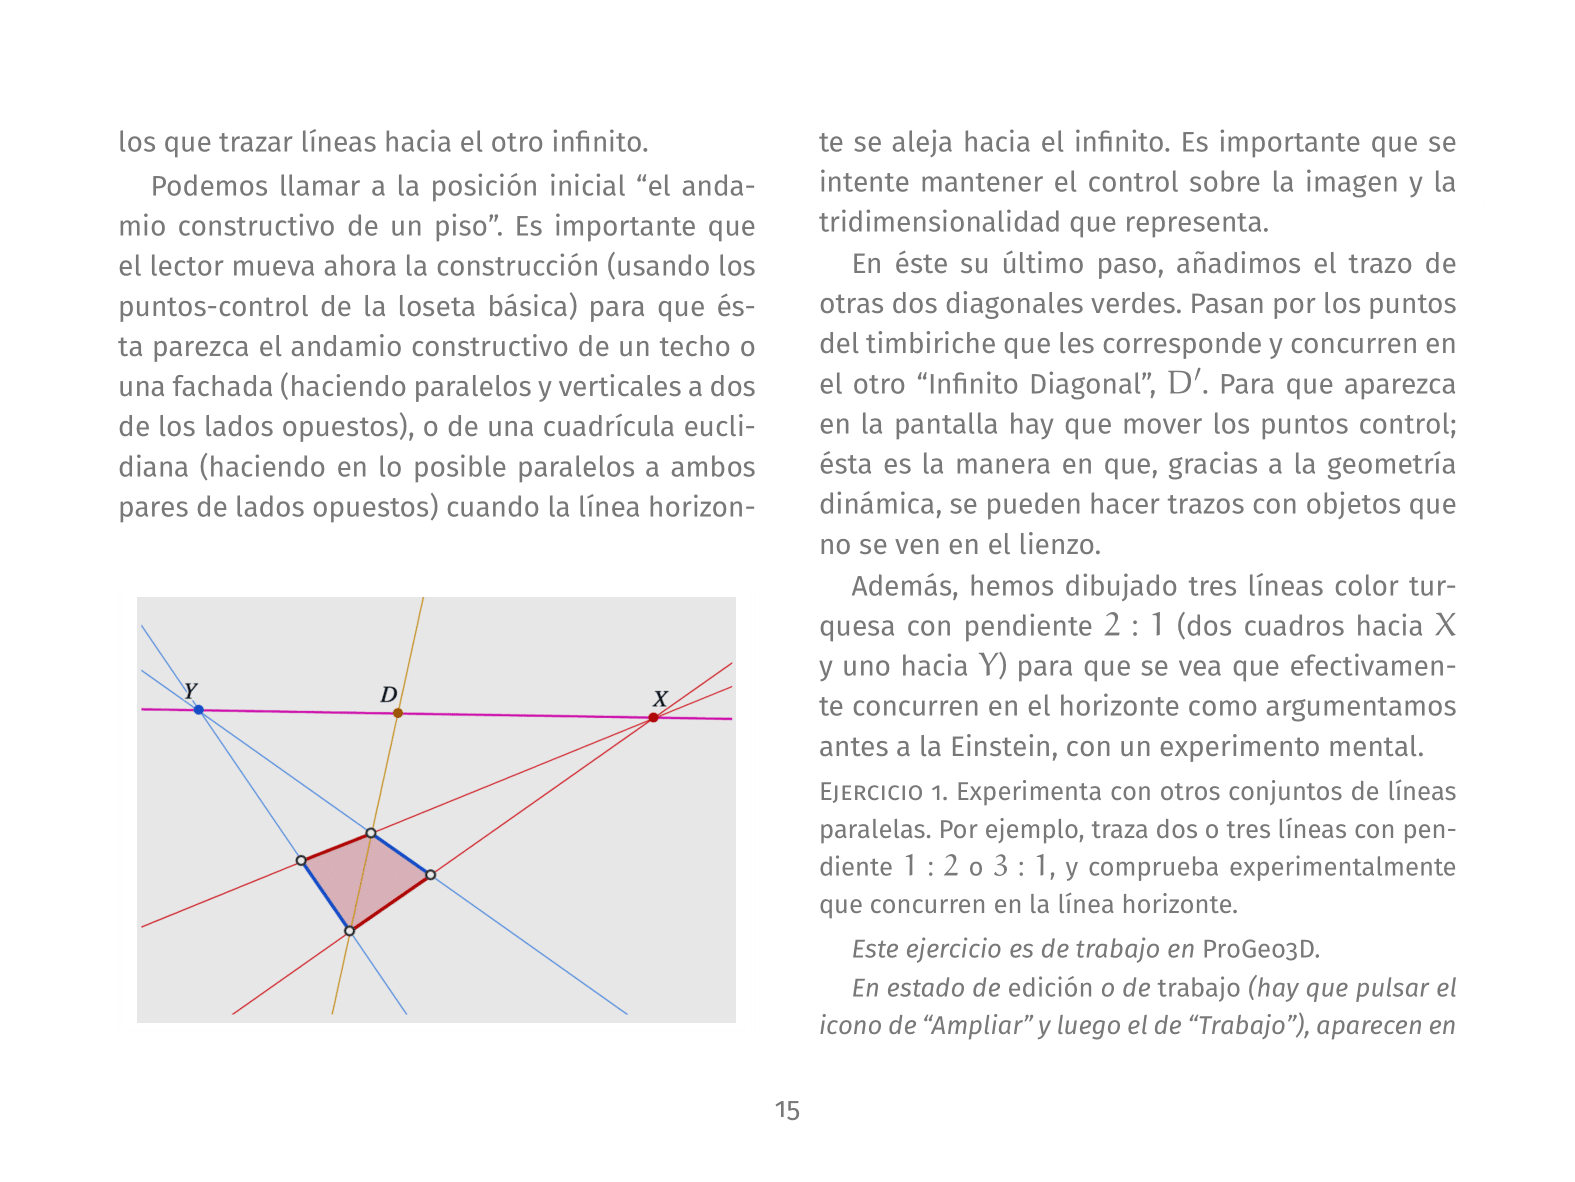 los que trazar líneas hacia el otro infinito.
Podemos llamar a la posición inicial “el anda-
mio constructivo de un piso”. Es importante que
el lector mueva ahora la construcción (usando los
puntos-control de la loseta básica) para que és-
ta parezca el andamio constructivo de un techo o
una fachada (haciendo paralelos y verticales a dos
de los lados opuestos), o de una cuadrícula eucli-
diana (haciendo en lo posible paralelos a ambos
pares de lados opuestos) cuando la línea horizon-
Y
D
X
te se aleja hacia el infinito. Es importante que se
intente mantener el control sobre la imagen y la
tridimensionalidad que representa.
En éste su último paso, añadimos el trazo de
otras dos diagonales verdes. Pasan por los puntos
del timbiriche que les corresponde y concurren en
el otro “Infinito Diagonal”, D′. Para que aparezca
en la pantalla hay que mover los puntos control;
ésta es la manera en que, gracias a la geometría
dinámica, se pueden hacer trazos con objetos que
no se ven en el lienzo.
Además, hemos dibujado tres líneas color tur-
quesa con pendiente 2 : 1 (dos cuadros hacia X
y uno hacia Y) para que se vea que efectivamen-
te concurren en el horizonte como argumentamos
antes a la Einstein, con un experimento mental.
Ejercicio 1. Experimenta con otros conjuntos de líneas
paralelas. Por ejemplo, traza dos o tres líneas con pen-
diente 1 : 2 o 3 : 1, y comprueba experimentalmente
que concurren en la línea horizonte.
Este ejercicio es de trabajo en ProGeo3D.
En estado de edición o de trabajo (hay que pulsar el
icono de “Ampliar” y luego el de “Trabajo”), aparecen en
15